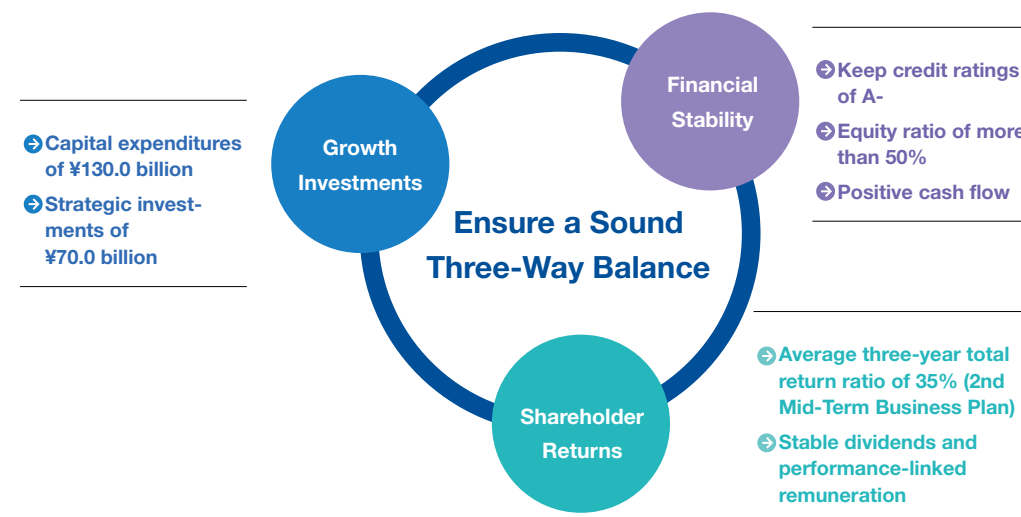 Growth
Investments
Capital expenditures
of ¥130.0 billion
Strategic invest-
ments of
¥70.0 billion
Financial
Stability
Keep credit ratings
of A-
Equity ratio of more
than 50%
Positive cash flow
Ensure a Sound
Three-Way Balance
Shareholder
Returns
Average three-year total
return ratio of 35% (2nd
Mid-Term Business Plan)
Stable dividends and
performance-linked
remuneration